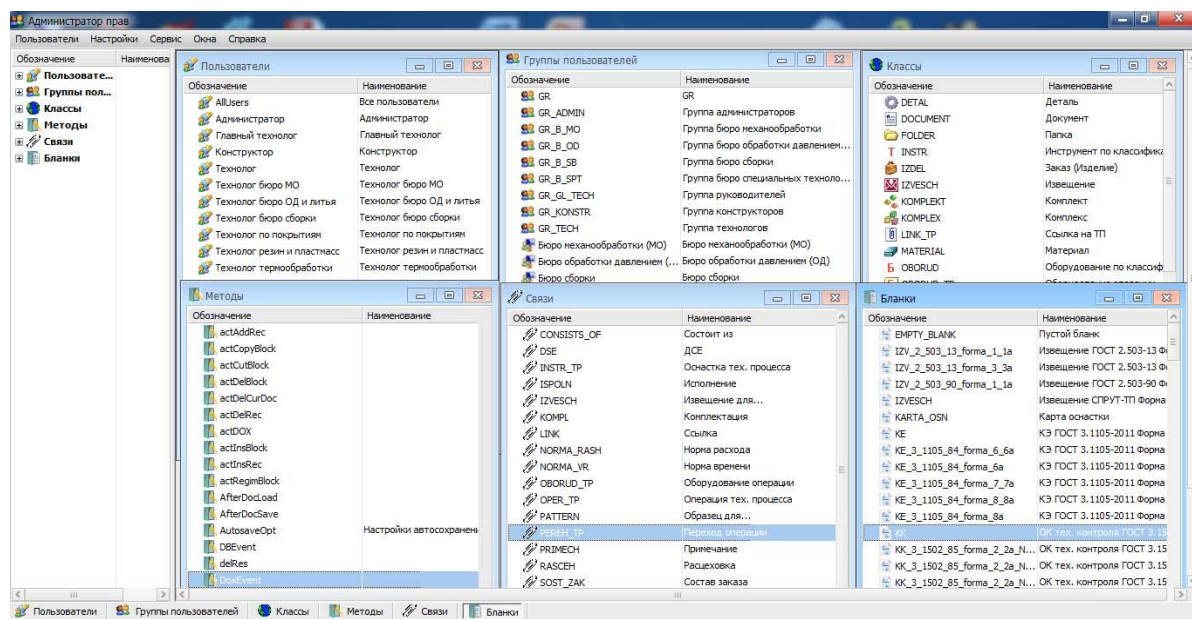 Администратор прав
Пользователи Настройки Сервис Окна Справка
Обозначение Наименова
Пользовате...
Группы пол...
Классы
Методы
Связи
Бланки
Пользователи
Обозначение Наименование
AllUsers Все пользователи
Администратор Администратор
Главный технолог Главный технолог
Конструктор Конструктор
Технолог Технолог
Технолог бюро МО Технолог бюро МО
Технолог бюро ОД и литья Технолог бюро ОД и литья
Технолог бюро сборки Технолог бюро сборки
Технолог по покрытиям Технолог по покрытиям
Технолог резин и пластмасс Технолог резин и пластмасс
Технолог термообработки Технолог термообработки
Группы пользователей
Обозначение Наименование
GR GR
GR_ADMIN Группа администраторов
GR_B_MO Группа бюро механообработки
GR_B_OD Группа бюро обработки давлением...
GR_B_SB Группа бюро сборки
GR_B_SPT Группа бюро специальных техноло...
GR_GL_TECH Группа руководителей
GR_KONSTR Группа конструкторов
GR_TECH Группа технологов
Бюро механообработки (МО) Бюро механообработки (МО)
Бюро обработки давлением (... Бюро обработки давлением (ОД)
Бюро сборки Бюро сборки
Классы
Обозначение Наименование
DETAL Деталь
DOCUMENT Документ
FOLDER Папка
INSTR Инструмент по классифика
IZDEL Заказ (Изделие)
IZVESCH Извещение
KOMPLEKT Комплект
KOMPLEX Комплекс
LINK_TP Ссылка на ТП
MATERIAL Материал
OBORUD Оборудование по классиф
Методы
Обозначение Наименование
actAddRec
actCopyBlock
actCutBlock
actDelBlock
actDelCurDoc
actDelRec
actDOX
actInsBlock
actInsRec
actRegimBlock
AfterDocLoad
AfterDocSave
AutosaveOpt Настройки автосохранени
DBEvent
delRes
DoxEvent
Связи
Обозначение Наименование
CONSISTS_OF Состоит из
DSE ДСЕ
INSTR_TP Оснастка тех. процесса
ISPOLN Исполнение
IZVESCH Извещение для...
KOMPL Комплектация
LINK Ссылка
NORMA_RASH Норма расхода
NORMA_VR Норма времени
OBORUD_TP Оборудование операции
OPER_TP Операция тех. процесса
PATTERN Образец для...
PEREH_TP Переход операции
PRIMECH Примечание
RASCEH Расцеховка
SOST_ZAK Состав заказа
Бланки
Обозначение Наименование
EMPTY_BLANK Пустой бланк
IZV_2_503_13_forma_1_1a Извещение ГОСТ 2.503-13 Ф
IZV_2_503_13_forma_3_3a Извещение ГОСТ 2.503-13 Ф
IZV_2_503_90_forma_1_1a Извещение ГОСТ 2.503-90 Ф
IZVESCH Извещение СПРУТ-ТП Форма
KARTA_OSN Карта оснастки
KE КЭ ГОСТ 3.1105-2011 Форма
KE_3_1105_84_forma_6_6a КЭ ГОСТ 3.1105-2011 Форма
KE_3_1105_84_forma_6a КЭ ГОСТ 3.1105-2011 Форма
KE_3_1105_84_forma_7_7a КЭ ГОСТ 3.1105-2011 Форма
KE_3_1105_84_forma_8_8a КЭ ГОСТ 3.1105-2011 Форма
KE_3_1105_84_forma_8a КЭ ГОСТ 3.1105-2011 Форма
KK ОК тех. контроля ГОСТ 3.15
KK_3_1502_85_forma_2_2a_N... ОК тех. контроля ГОСТ 3.15
KK_3_1502_85_forma_2_2a_N... ОК тех. контроля ГОСТ 3.15
KK_3_1502_85_forma_2_2a_N... ОК тех. контроля ГОСТ 3.15
Пользователи Группы пользователей Классы Методы Связи Бланки